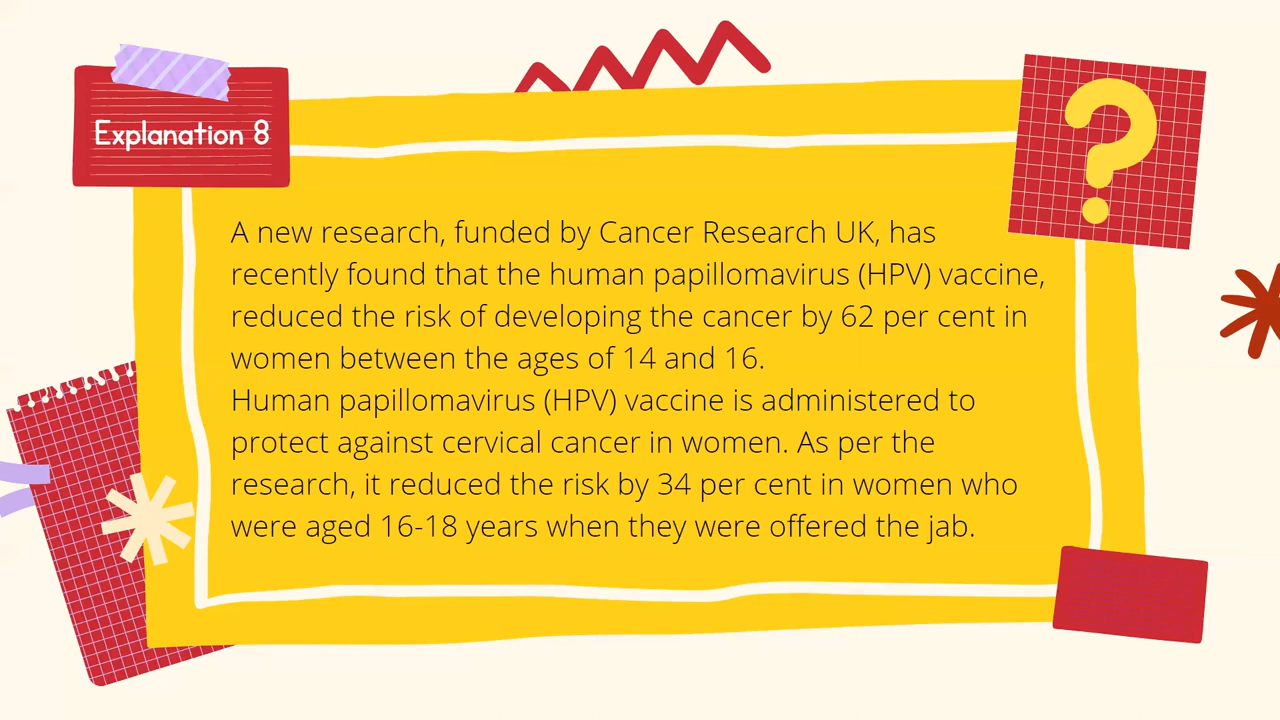 Explanation 8
?
A new research, funded by Cancer Research UK, has
recently found that the human papillomavirus (HPV) vaccine,
reduced the risk of developing the cancer by 62 per cent in
women between the ages of 14 and 16.
Human papillomavirus (HPV) vaccine is administered to
protect against cervical cancer in women. As per the
research, it reduced the risk by 34 per cent in women who
were aged 16-18 years when they were offered the jab.